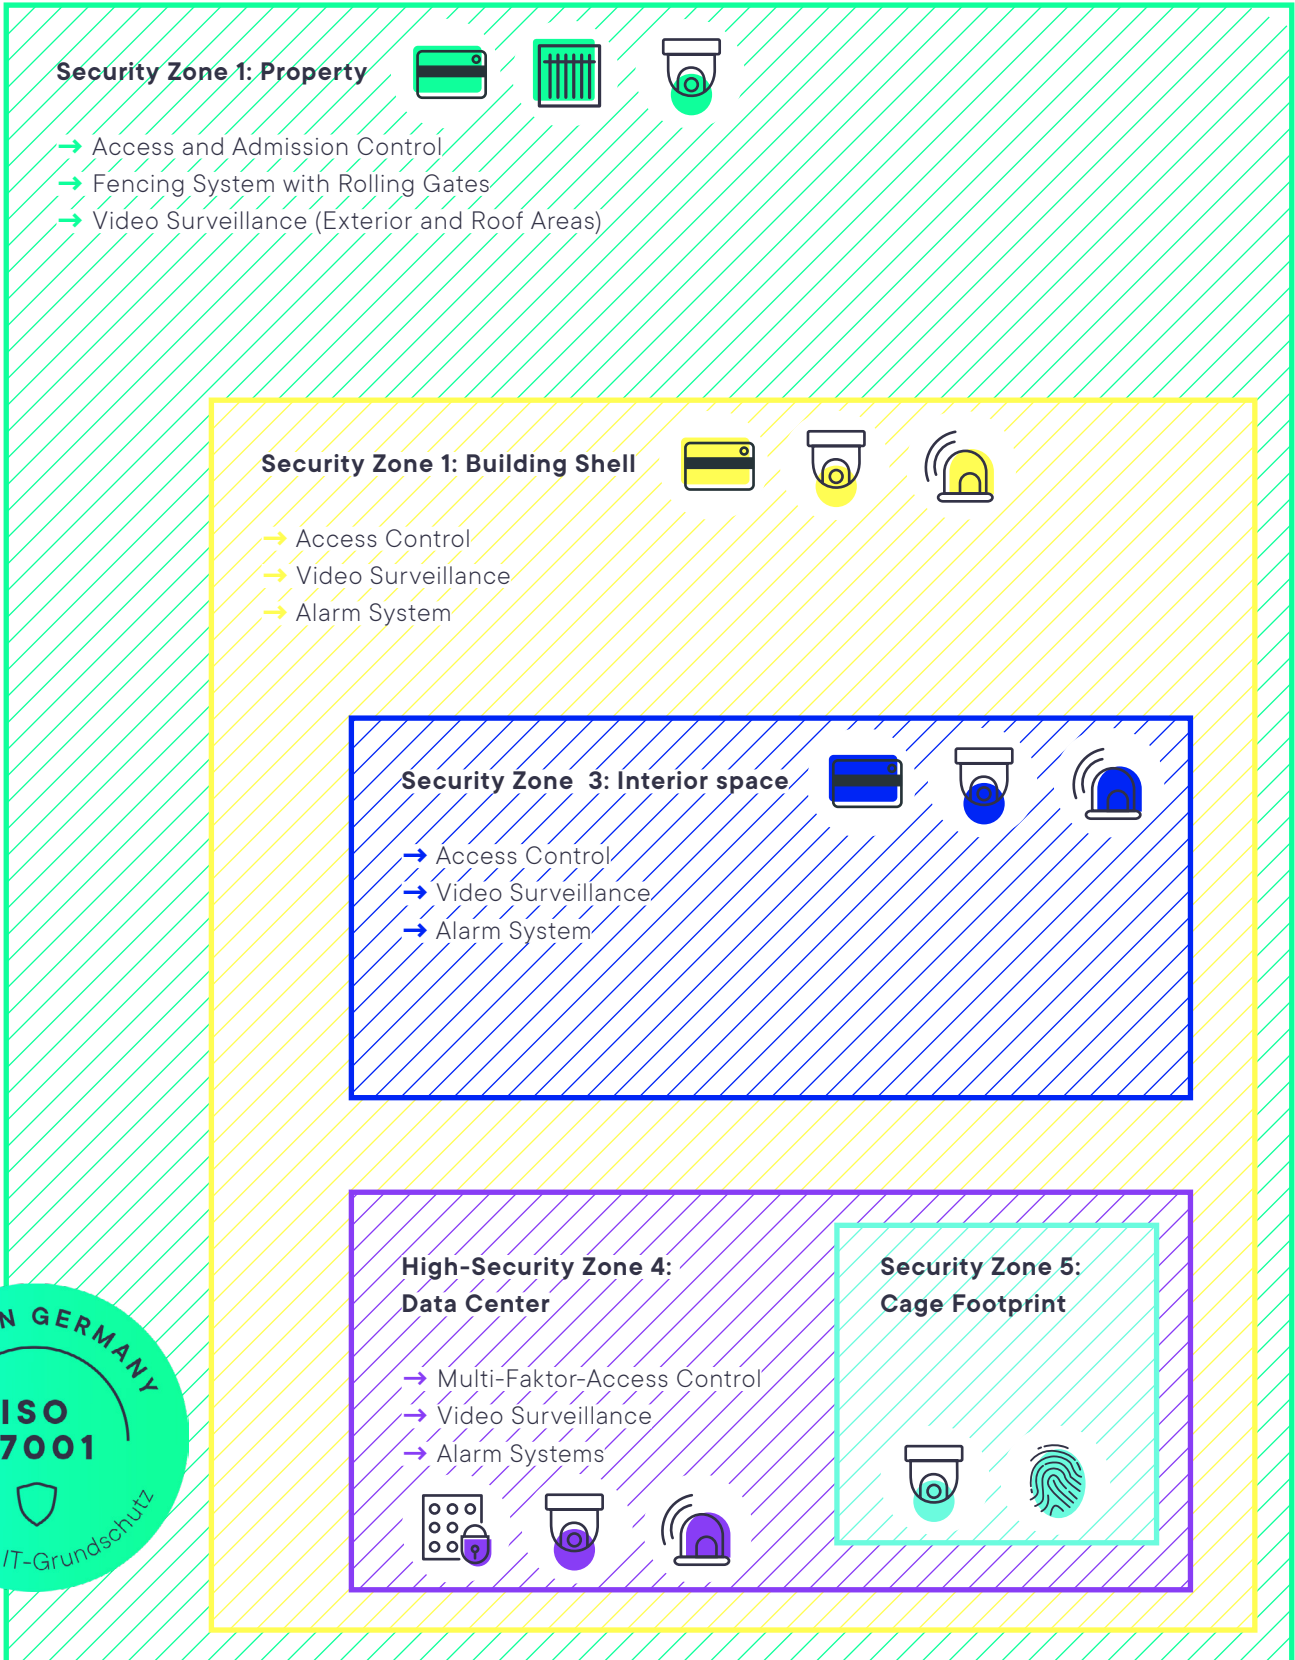 Security Zone 1: Property
→ Access and Admission Control
→ Fencing System with Rolling Gates
→ Video Surveillance (Exterior and Roof Areas)
Security Zone 1: Building Shell
→ Access Control
→ Video Surveillance
→ Alarm System
Security Zone 3: Interior space
→ Access Control
→ Video Surveillance
→ Alarm System
High-Security Zone 4:
Data Center
→ Multi-Faktor-Access Control
→ Video Surveillance
→ Alarm Systems
Security Zone 5:
Cage Footprint
N GERMANY
ISO
7001
IT-Grundschutz